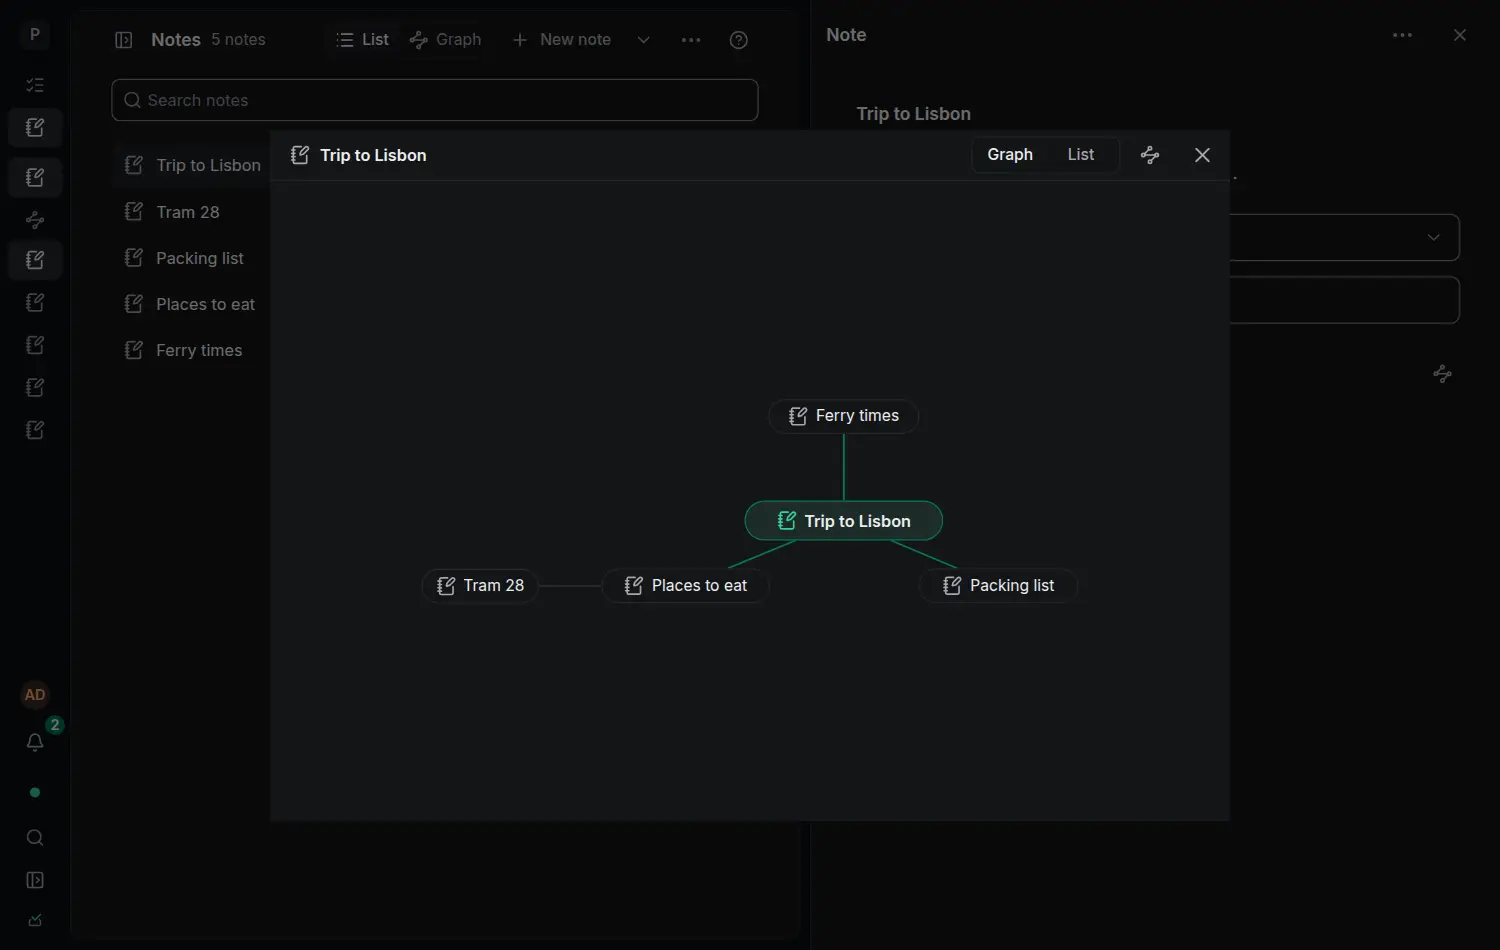 P
Notes 5 notes List Graph New note
Search notes
Trip to Lisbon
Tram 28
Packing list
Places to eat
Ferry times
AD
2
Note
Trip to Lisbon
Trip to Lisbon Graph List
Ferry times
Trip to Lisbon
Tram 28 Places to eat Packing list